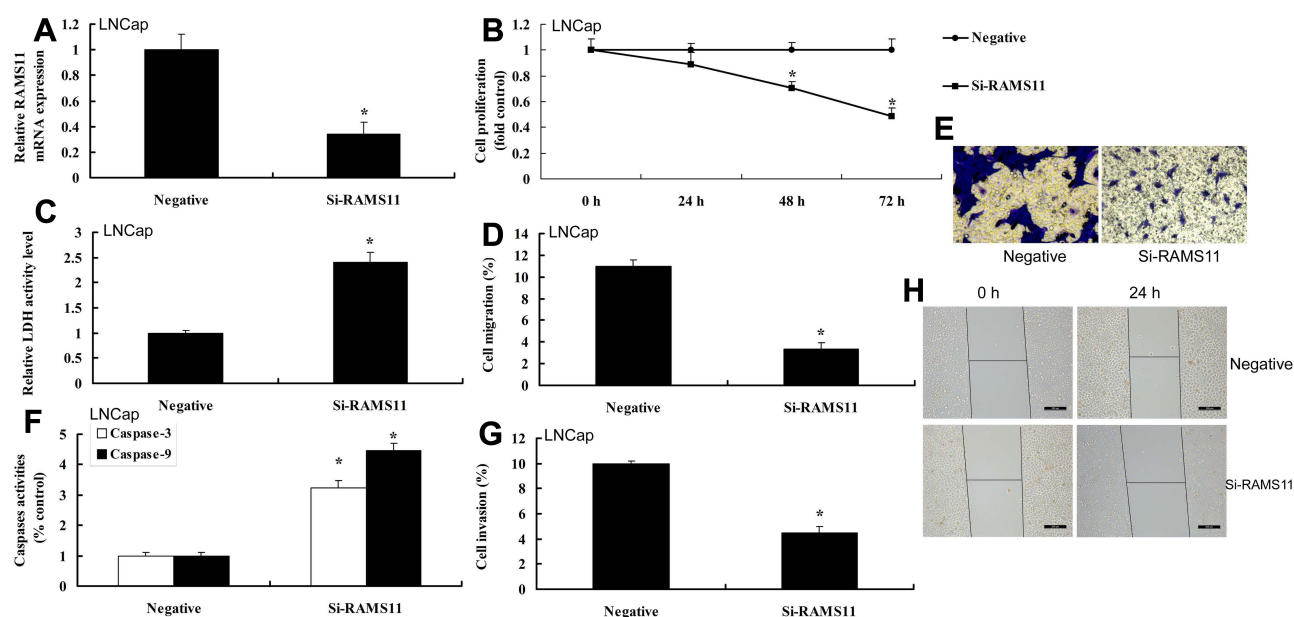 A
LNCap
Relative RAMS11
mRNA expression
1.2
1
0.8
0.6
0.4
0.2
0
*
Negative
Si-RAMS11
B
LNCap
Cell proliferation
(fold control)
1.2
1
0.8
0.6
0.4
0.2
0
*
*
0 h
24 h
48 h
72 h
Negative
Si-RAMS11
C
LNCap
Relative LDH activity level
3
2.5
2
1.5
1
0.5
0
*
Negative
Si-RAMS11
D
LNCap
Cell migration (%)
14
12
10
8
6
4
2
0
*
Negative
Si-RAMS11
E
Negative
Si-RAMS11
F
LNCap
Caspase-3
Caspase-9
Caspases activities
(% control)
5
4
3
2
1
0
*
*
Negative
Si-RAMS11
G
LNCap
Cell invasion (%)
12
10
8
6
4
2
0
*
Negative
Si-RAMS11
H
0 h
24 h
Negative
Si-RAMS11